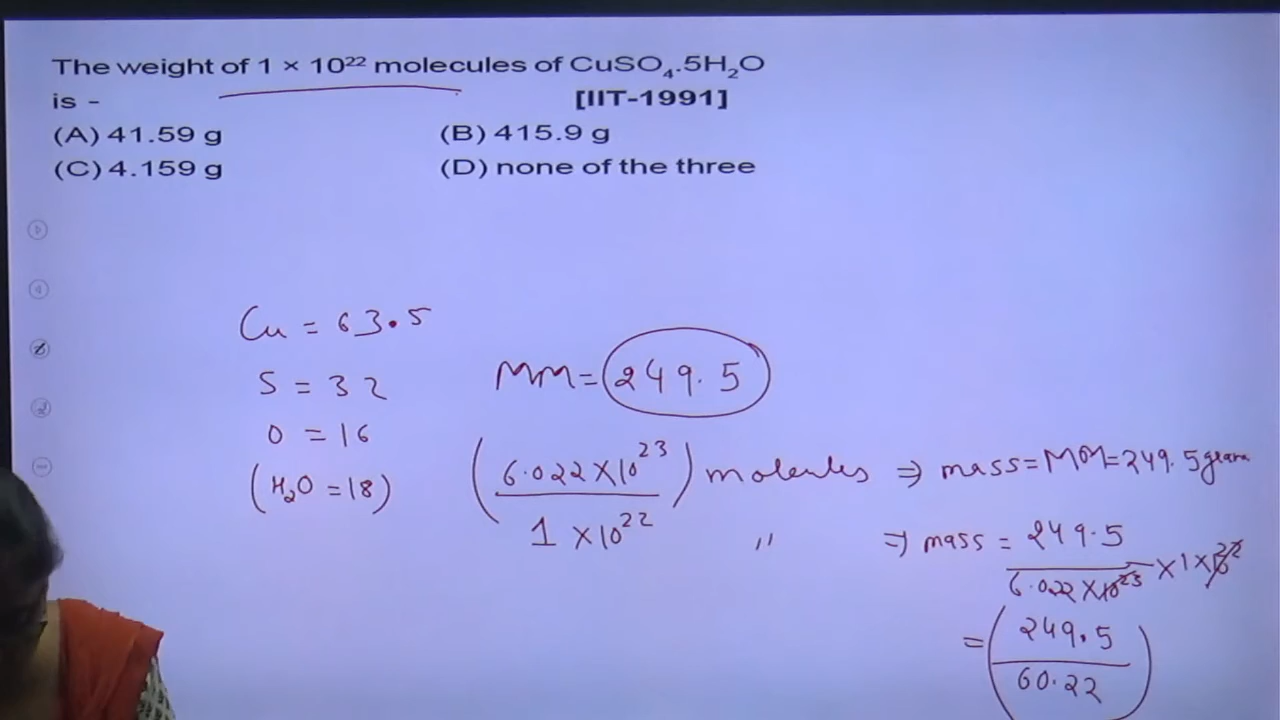 The weight of 1 × 10²² molecules of CuSO₄.5H₂O
is -
[IIT-1991]
(A) 41.59 g
(B) 415.9 g
(C) 4.159 g
(D) none of the three
Cu = 63.5
S = 32
O = 16
(H₂O = 18)
MM = 249.5
(6.022 × 10²³ / 1 × 10²²) molecules ⇒ mass = MM = 249.5 gram
" ⇒ mass = 249.5 / 6.022 × 10²³ × 1 × 10²²
= (249.5 / 60.22)